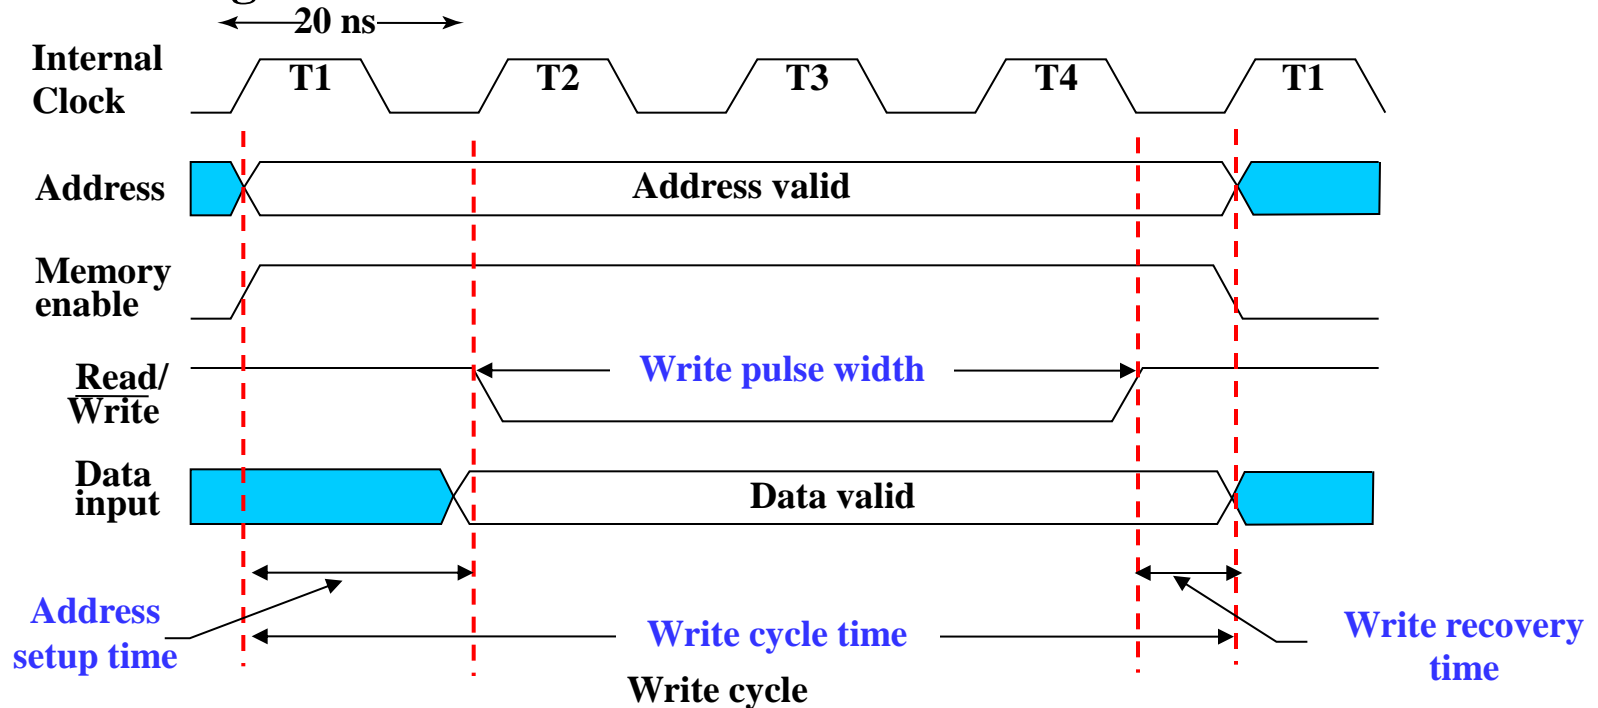 20 ns
Internal
Clock
T1 T2 T3 T4 T1
Address
Address valid
Memory
enable
Read/
Write
Write pulse width
Data
input
Data valid
Address
setup time
Write cycle time
Write recovery
time
Write cycle